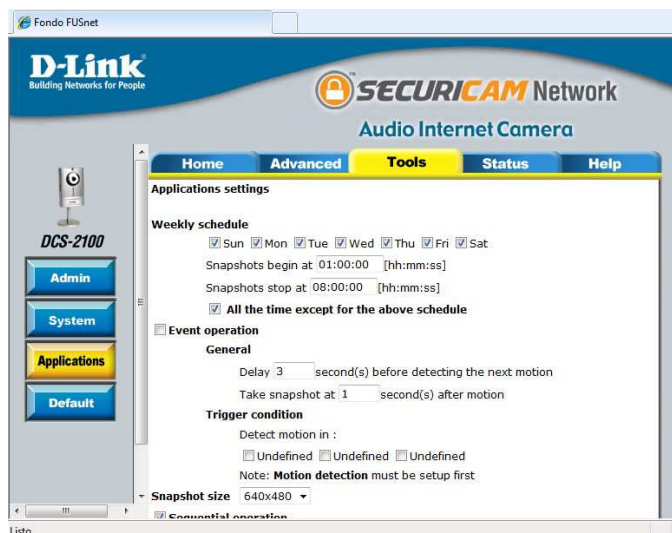 Fondo FUSnet
D-Link
Building Networks for People
SECURICAM Network
Audio Internet Camera
Home Advanced Tools Status Help
DCS-2100
Admin
System
Applications
Default
Applications settings
Weekly schedule
Sun Mon Tue Wed Thu Fri Sat
Snapshots begin at 01:00:00 [hh:mm:ss]
Snapshots stop at 08:00:00 [hh:mm:ss]
All the time except for the above schedule
Event operation
General
Delay 3 second(s) before detecting the next motion
Take snapshot at 1 second(s) after motion
Trigger condition
Detect motion in :
Undefined Undefined Undefined
Note: Motion detection must be setup first
Snapshot size 640x480
Sequential operation
Listo